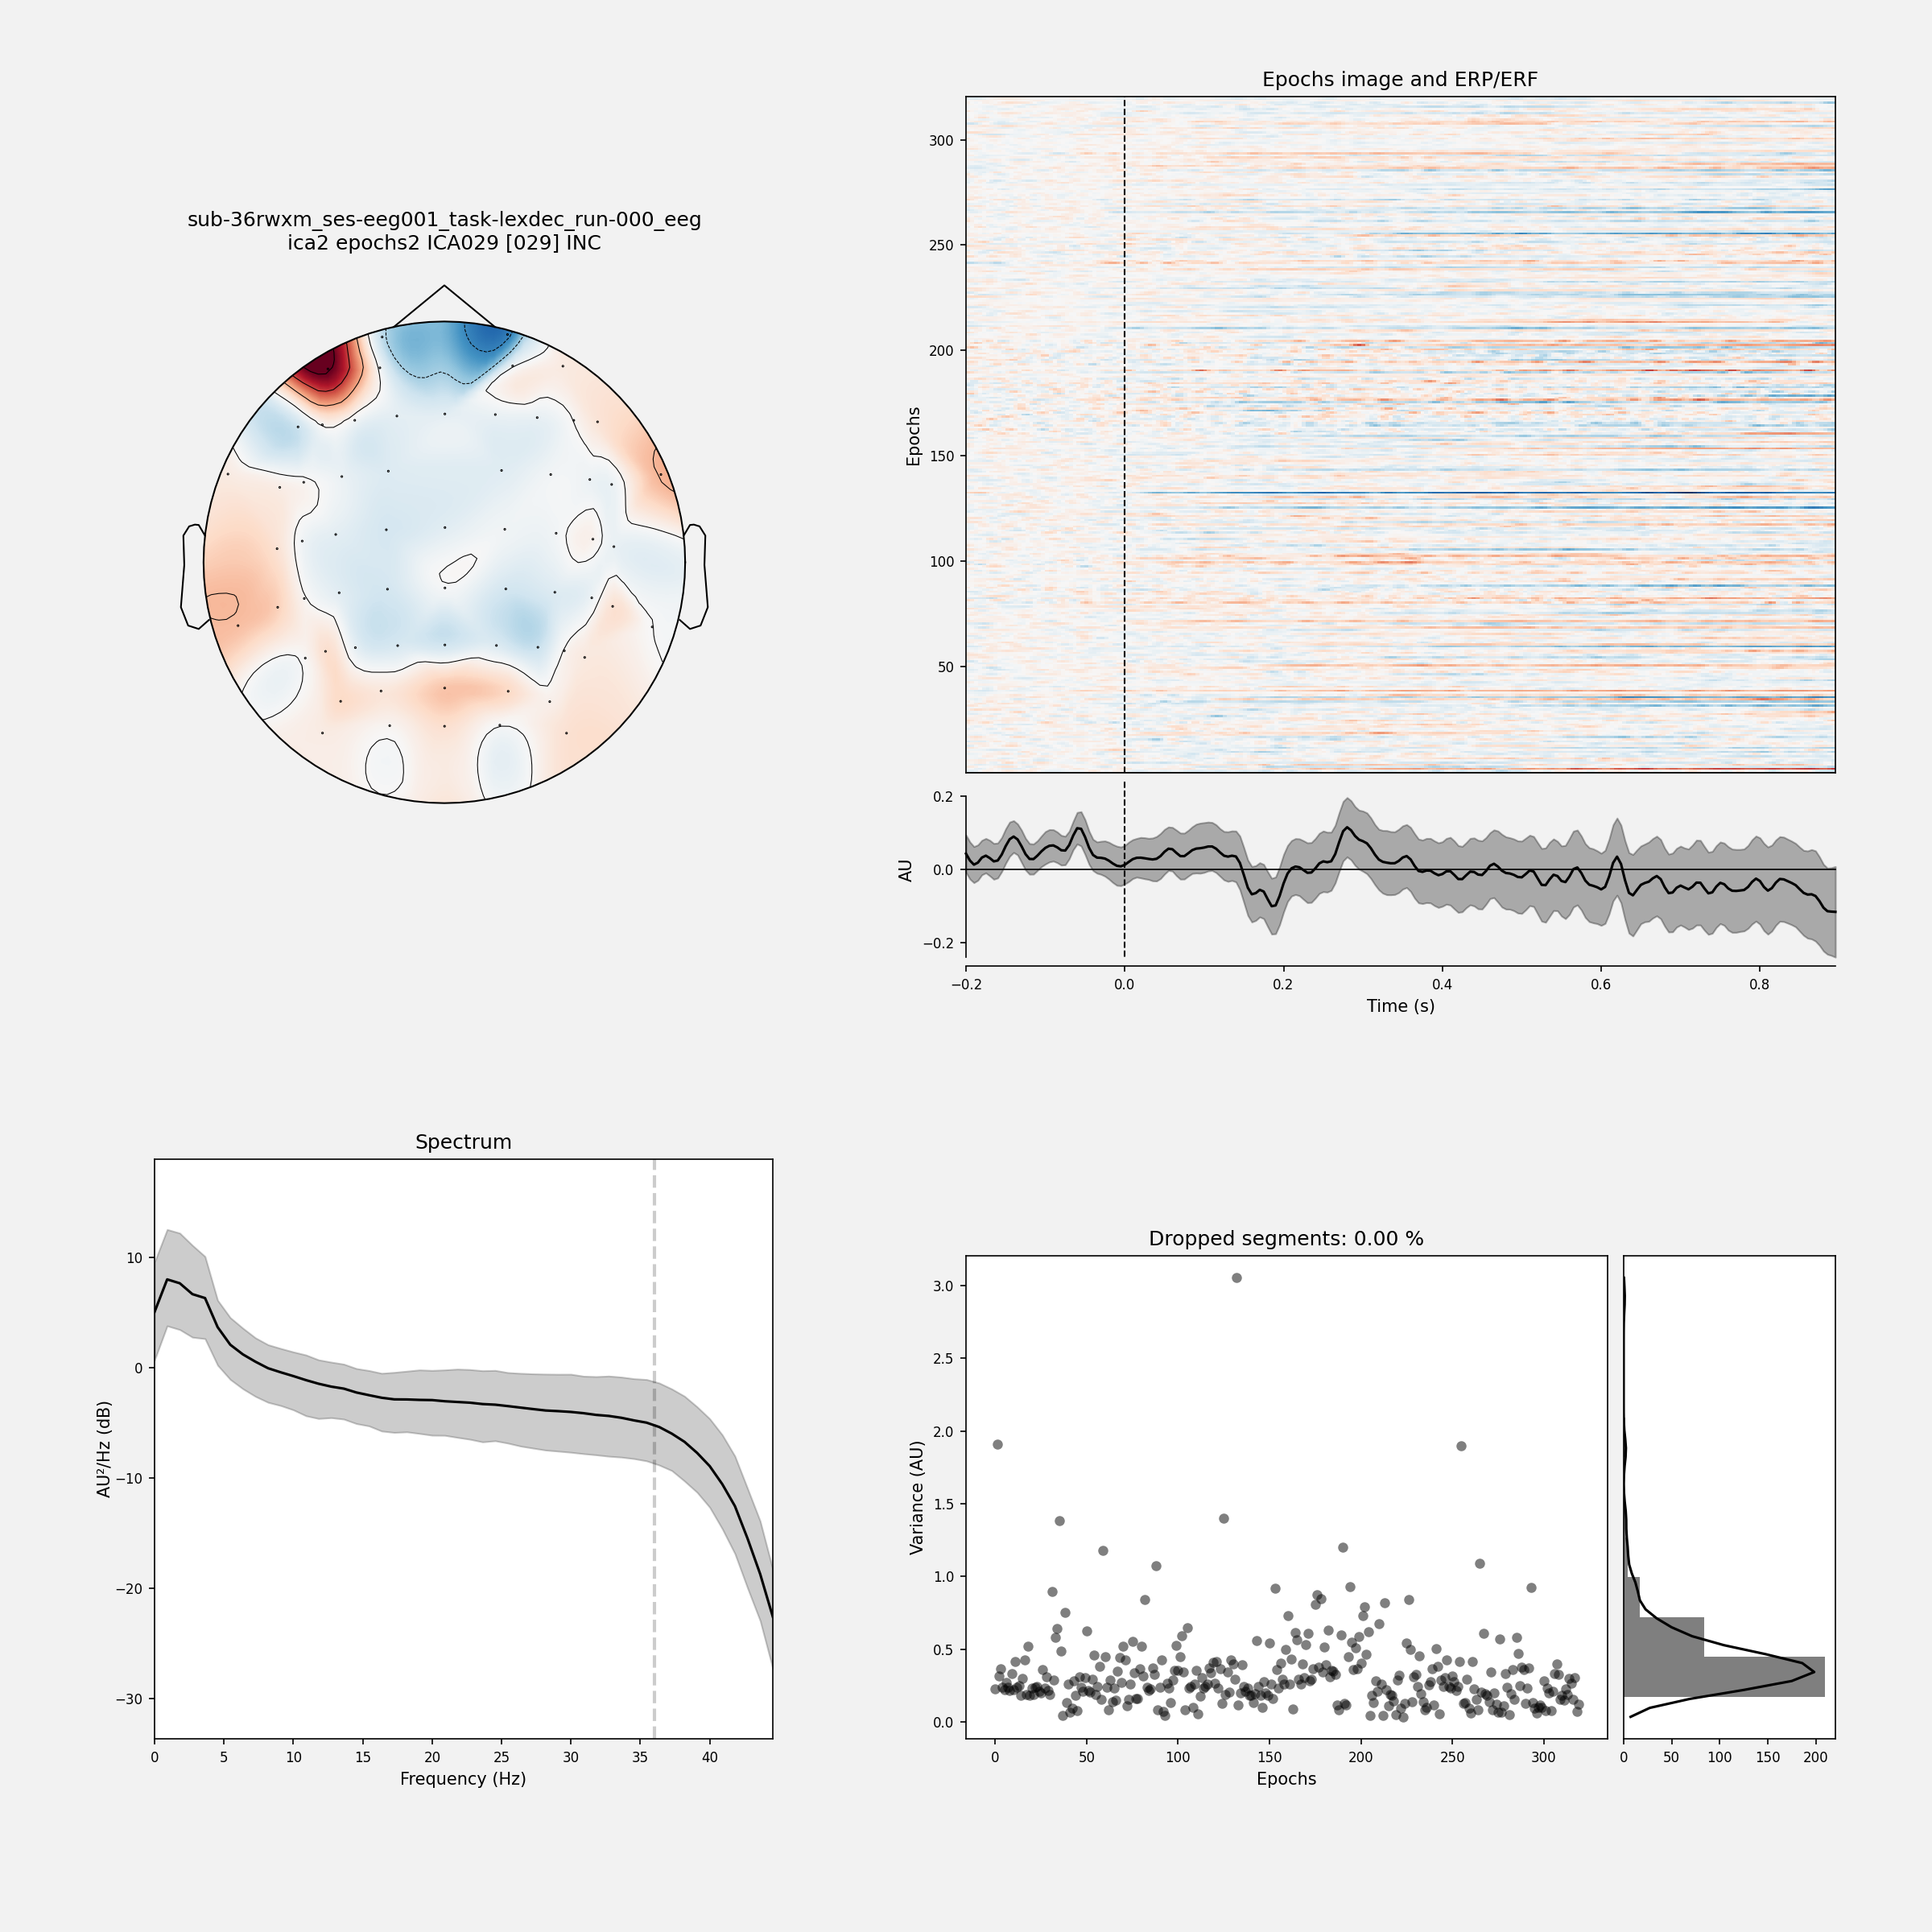 sub-36rwxm_ses-eeg001_task-lexdec_run-000_eeg
ica2 epochs2 ICA029 [029] INC
Epochs image and ERP/ERF
300
250
200
150
100
50
Epochs
0.2
0.0
−0.2
AU
−0.2 0.0 0.2 0.4 0.6 0.8
Time (s)
Spectrum
10
0
−10
−20
−30
AU²/Hz (dB)
0 5 10 15 20 25 30 35 40
Frequency (Hz)
Dropped segments: 0.00 %
3.0
2.5
2.0
1.5
1.0
0.5
0.0
Variance (AU)
0 50 100 150 200 250 300
Epochs
0 50 100 150 200